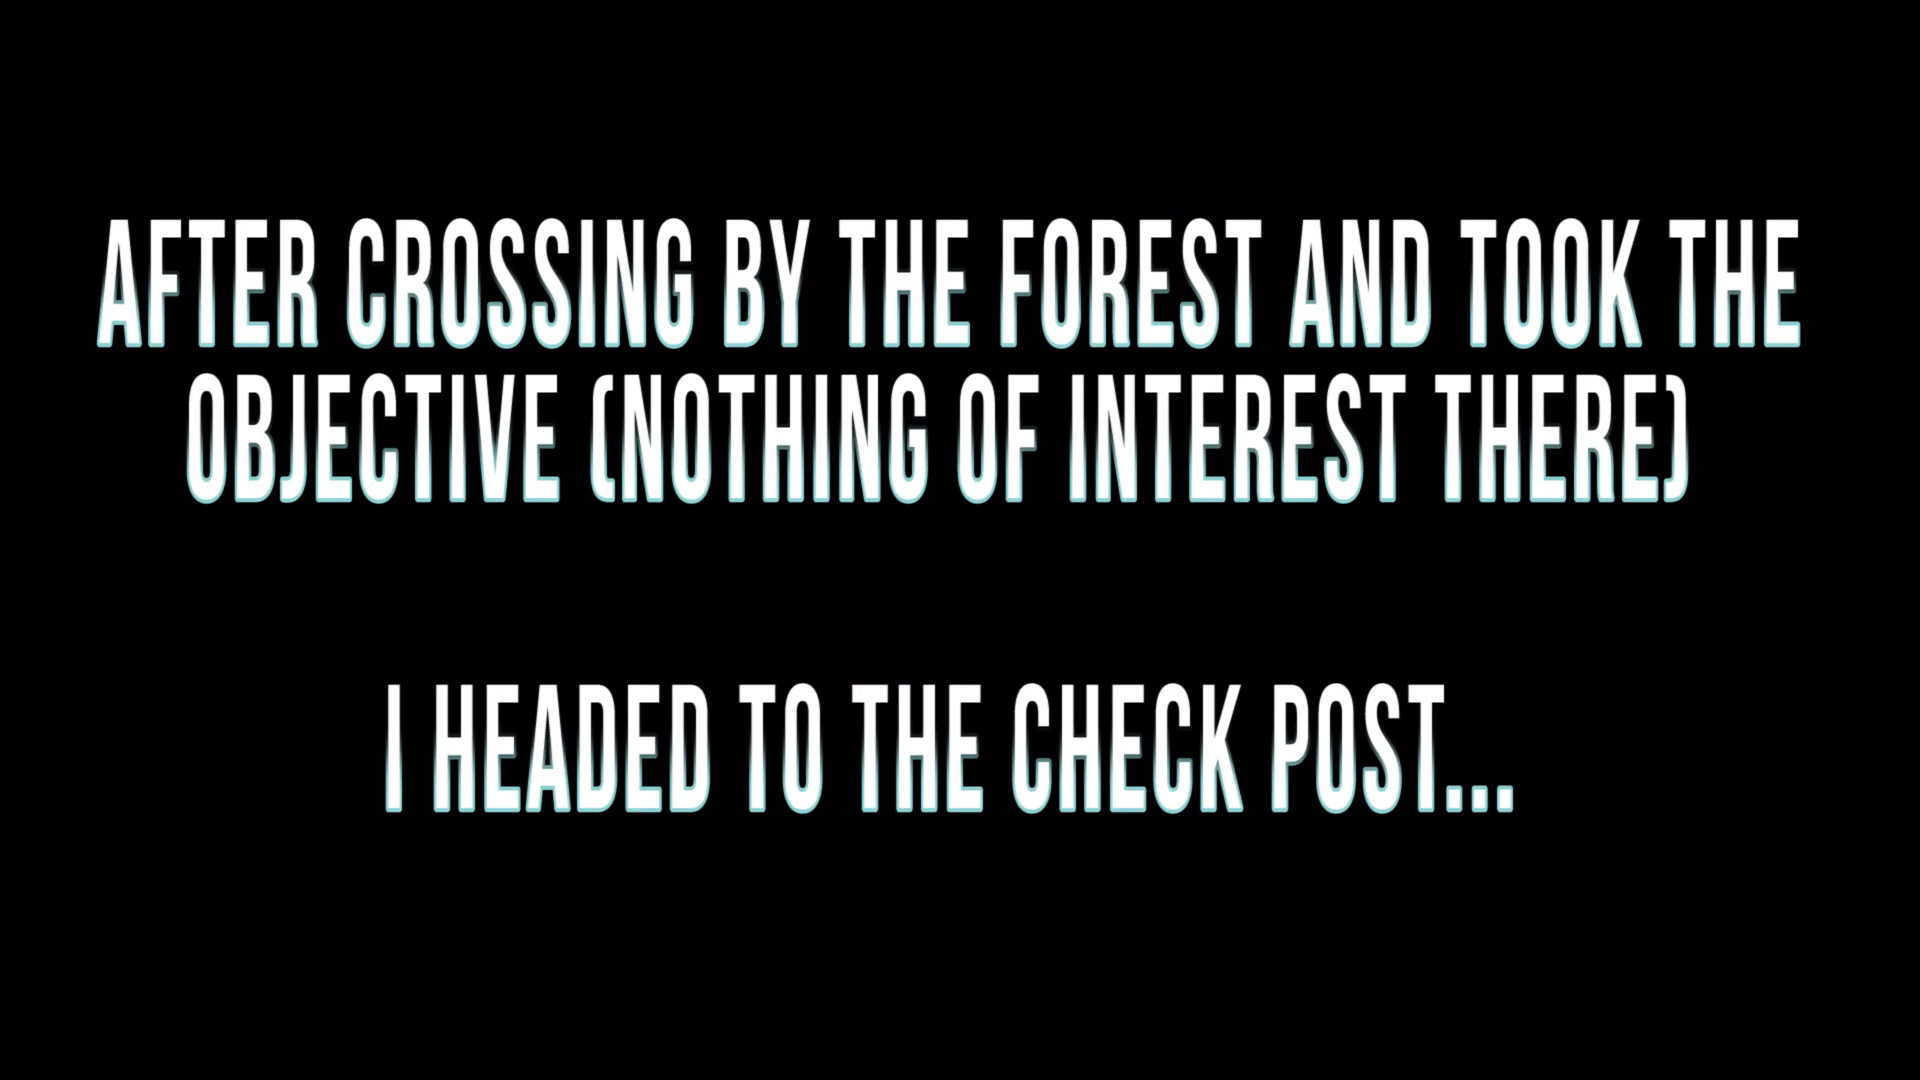 AFTER CROSSING BY THE FOREST AND TOOK THE
OBJECTIVE (NOTHING OF INTEREST THERE)
I HEADED TO THE CHECK POST...